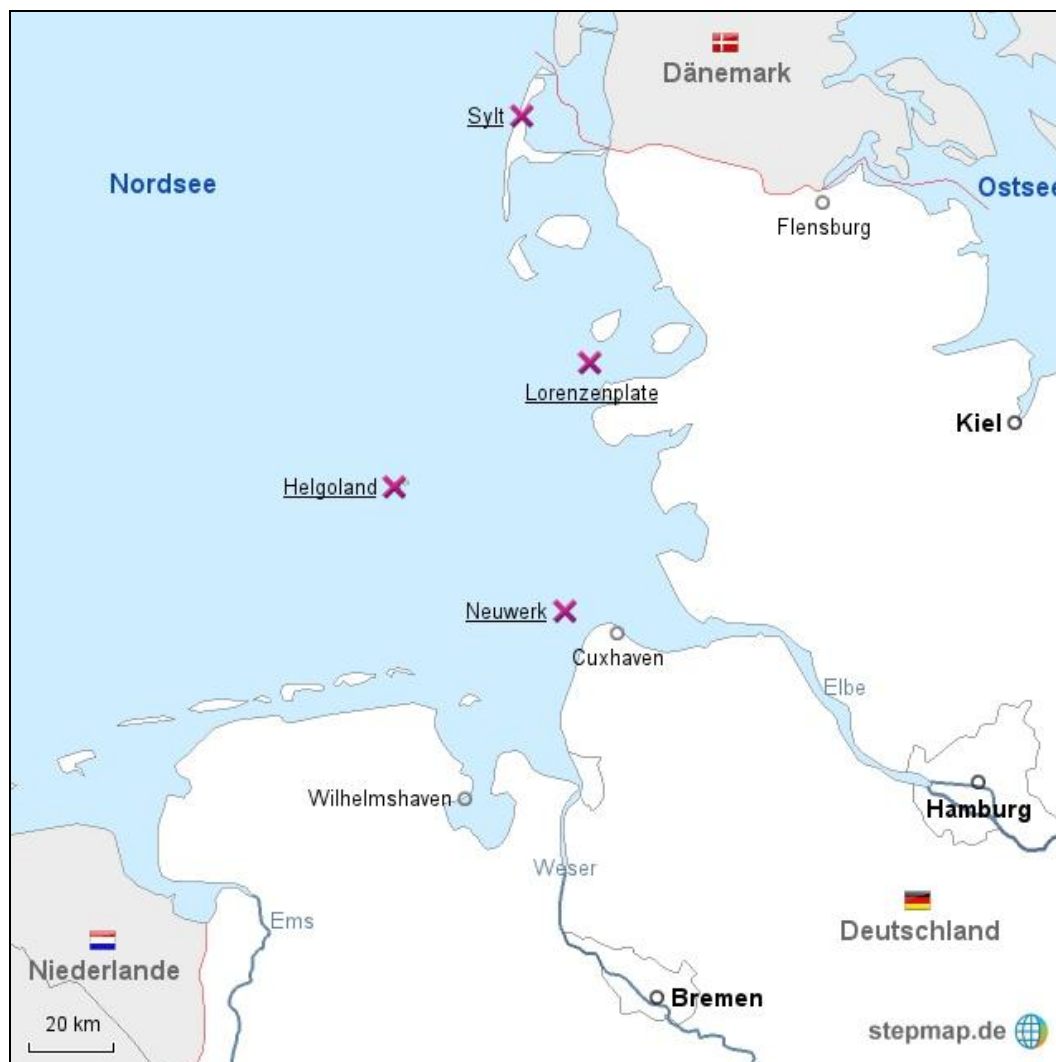 Dänemark
Sylt
Nordsee
Ostsee
Flensburg
Lorenzenplate
Kiel
Helgoland
Neuwerk
Cuxhaven
Elbe
Wilhelmshaven
Hamburg
Weser
Ems
Deutschland
Niederlande
Bremen
20 km
stepmap.de